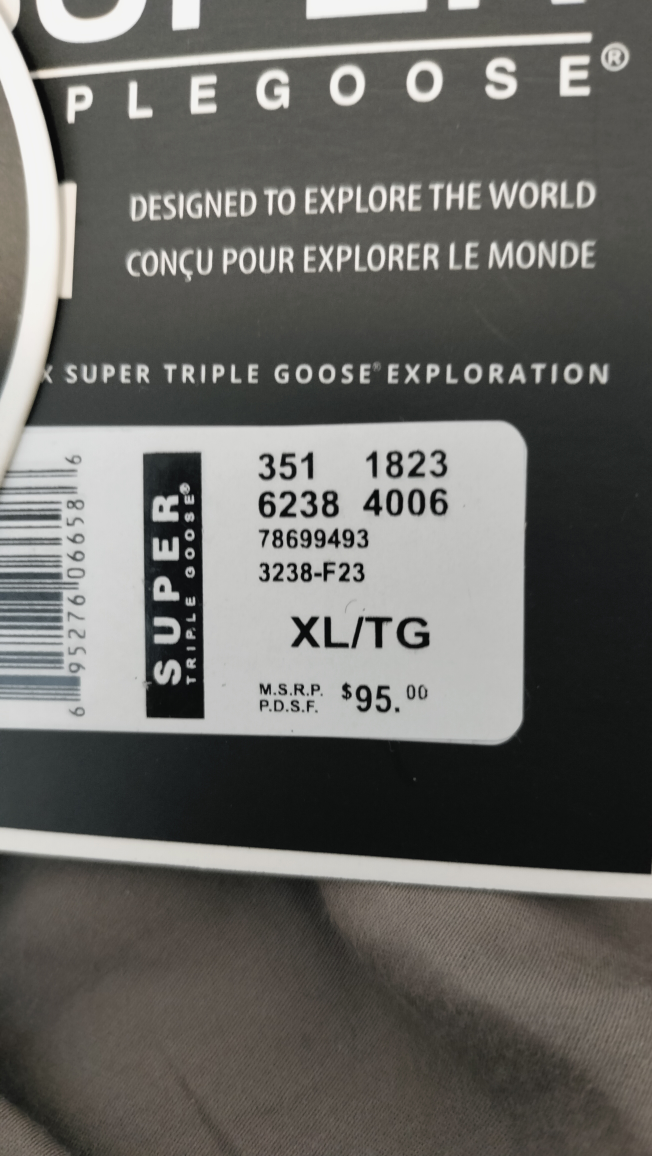 SUPER
PLEGOOSE®
DESIGNED TO EXPLORE THE WORLD
CONÇU POUR EXPLORER LE MONDE
X SUPER TRIPLE GOOSE® EXPLORATION
6 95276 06658 6
SUPER
TRIPLE GOOSE®
351 1823
6238 4006
78699493
3238-F23
XL/TG
M.S.R.P.
P.D.S.F.
$95.00